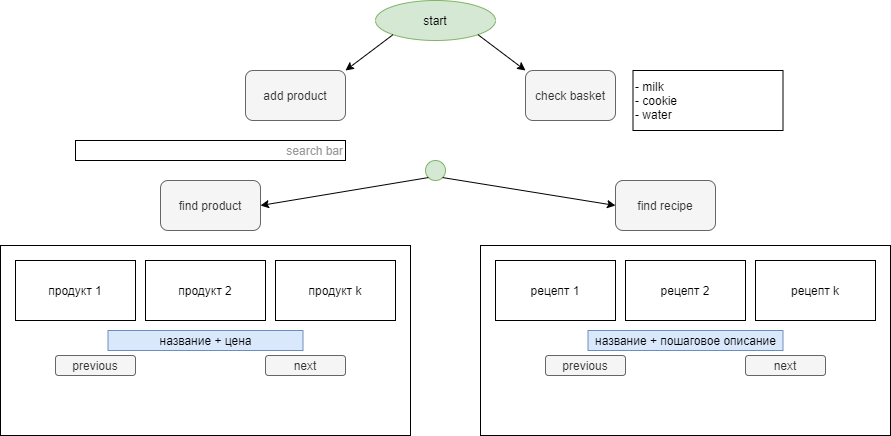 start
add product
check basket
- milk
- cookie
- water
search bar
find product
find recipe
продукт 1
продукт 2
продукт k
название + цена
previous
next
рецепт 1
рецепт 2
рецепт k
название + пошаговое описание
previous
next